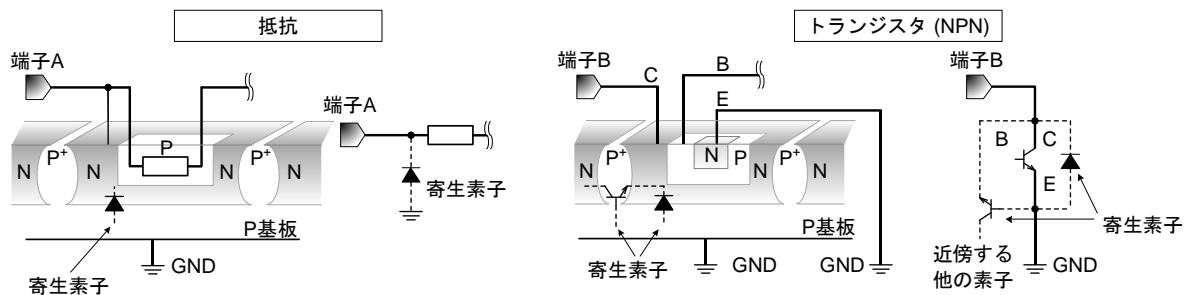 抵抗
トランジスタ (NPN)
端子A
端子A
N
P⁺
N
P
N
P⁺
N
寄生素子
P基板
GND
寄生素子
端子B
C
B
E
N
P⁺
N
N
P
N
P⁺
N
P基板
寄生素子
GND
GND
端子B
B
C
E
寄生素子
近傍する
他の素子
GND